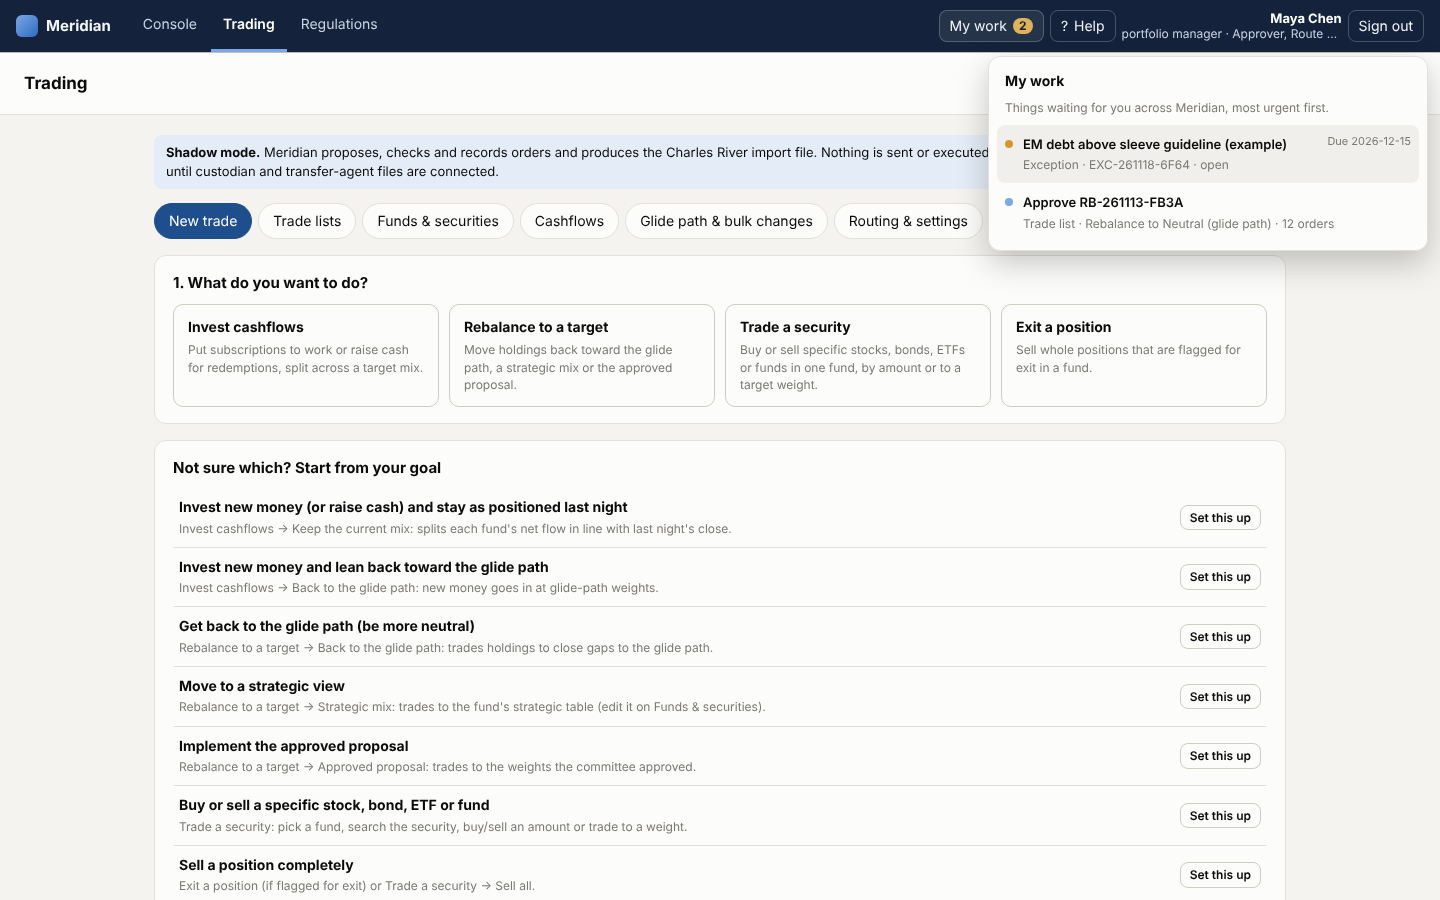 Meridian
Console
Trading
Regulations
My work 2
? Help
Maya Chen
portfolio manager · Approver, Route ...
Sign out
Trading
My work
Things waiting for you across Meridian, most urgent first.
EM debt above sleeve guideline (example)
Due 2026-12-15
Exception · EXC-261118-6F64 · open
Approve RB-261113-FB3A
Trade list · Rebalance to Neutral (glide path) · 12 orders
Shadow mode. Meridian proposes, checks and records orders and produces the Charles River import file. Nothing is sent or executed
until custodian and transfer-agent files are connected.
New trade
Trade lists
Funds & securities
Cashflows
Glide path & bulk changes
Routing & settings
1. What do you want to do?
Invest cashflows
Put subscriptions to work or raise cash
for redemptions, split across a target mix.
Rebalance to a target
Move holdings back toward the glide
path, a strategic mix or the approved
proposal.
Trade a security
Buy or sell specific stocks, bonds, ETFs
or funds in one fund, by amount or to a
target weight.
Exit a position
Sell whole positions that are flagged for
exit in a fund.
Not sure which? Start from your goal
Invest new money (or raise cash) and stay as positioned last night
Invest cashflows → Keep the current mix: splits each fund's net flow in line with last night's close.
Set this up
Invest new money and lean back toward the glide path
Invest cashflows → Back to the glide path: new money goes in at glide-path weights.
Set this up
Get back to the glide path (be more neutral)
Rebalance to a target → Back to the glide path: trades holdings to close gaps to the glide path.
Set this up
Move to a strategic view
Rebalance to a target → Strategic mix: trades to the fund's strategic table (edit it on Funds & securities).
Set this up
Implement the approved proposal
Rebalance to a target → Approved proposal: trades to the weights the committee approved.
Set this up
Buy or sell a specific stock, bond, ETF or fund
Trade a security: pick a fund, search the security, buy/sell an amount or trade to a weight.
Set this up
Sell a position completely
Exit a position (if flagged for exit) or Trade a security → Sell all.
Set this up